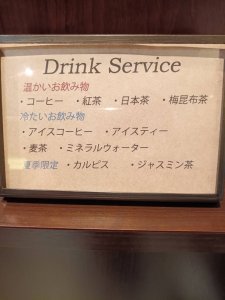 Drink Service
温かいお飲み物
・コーヒー ・紅茶 ・日本茶 ・梅昆布茶
冷たいお飲み物
・アイスコーヒー ・アイスティー
・麦茶 ・ミネラルウォーター
夏季限定 ・カルピス ・ジャスミン茶